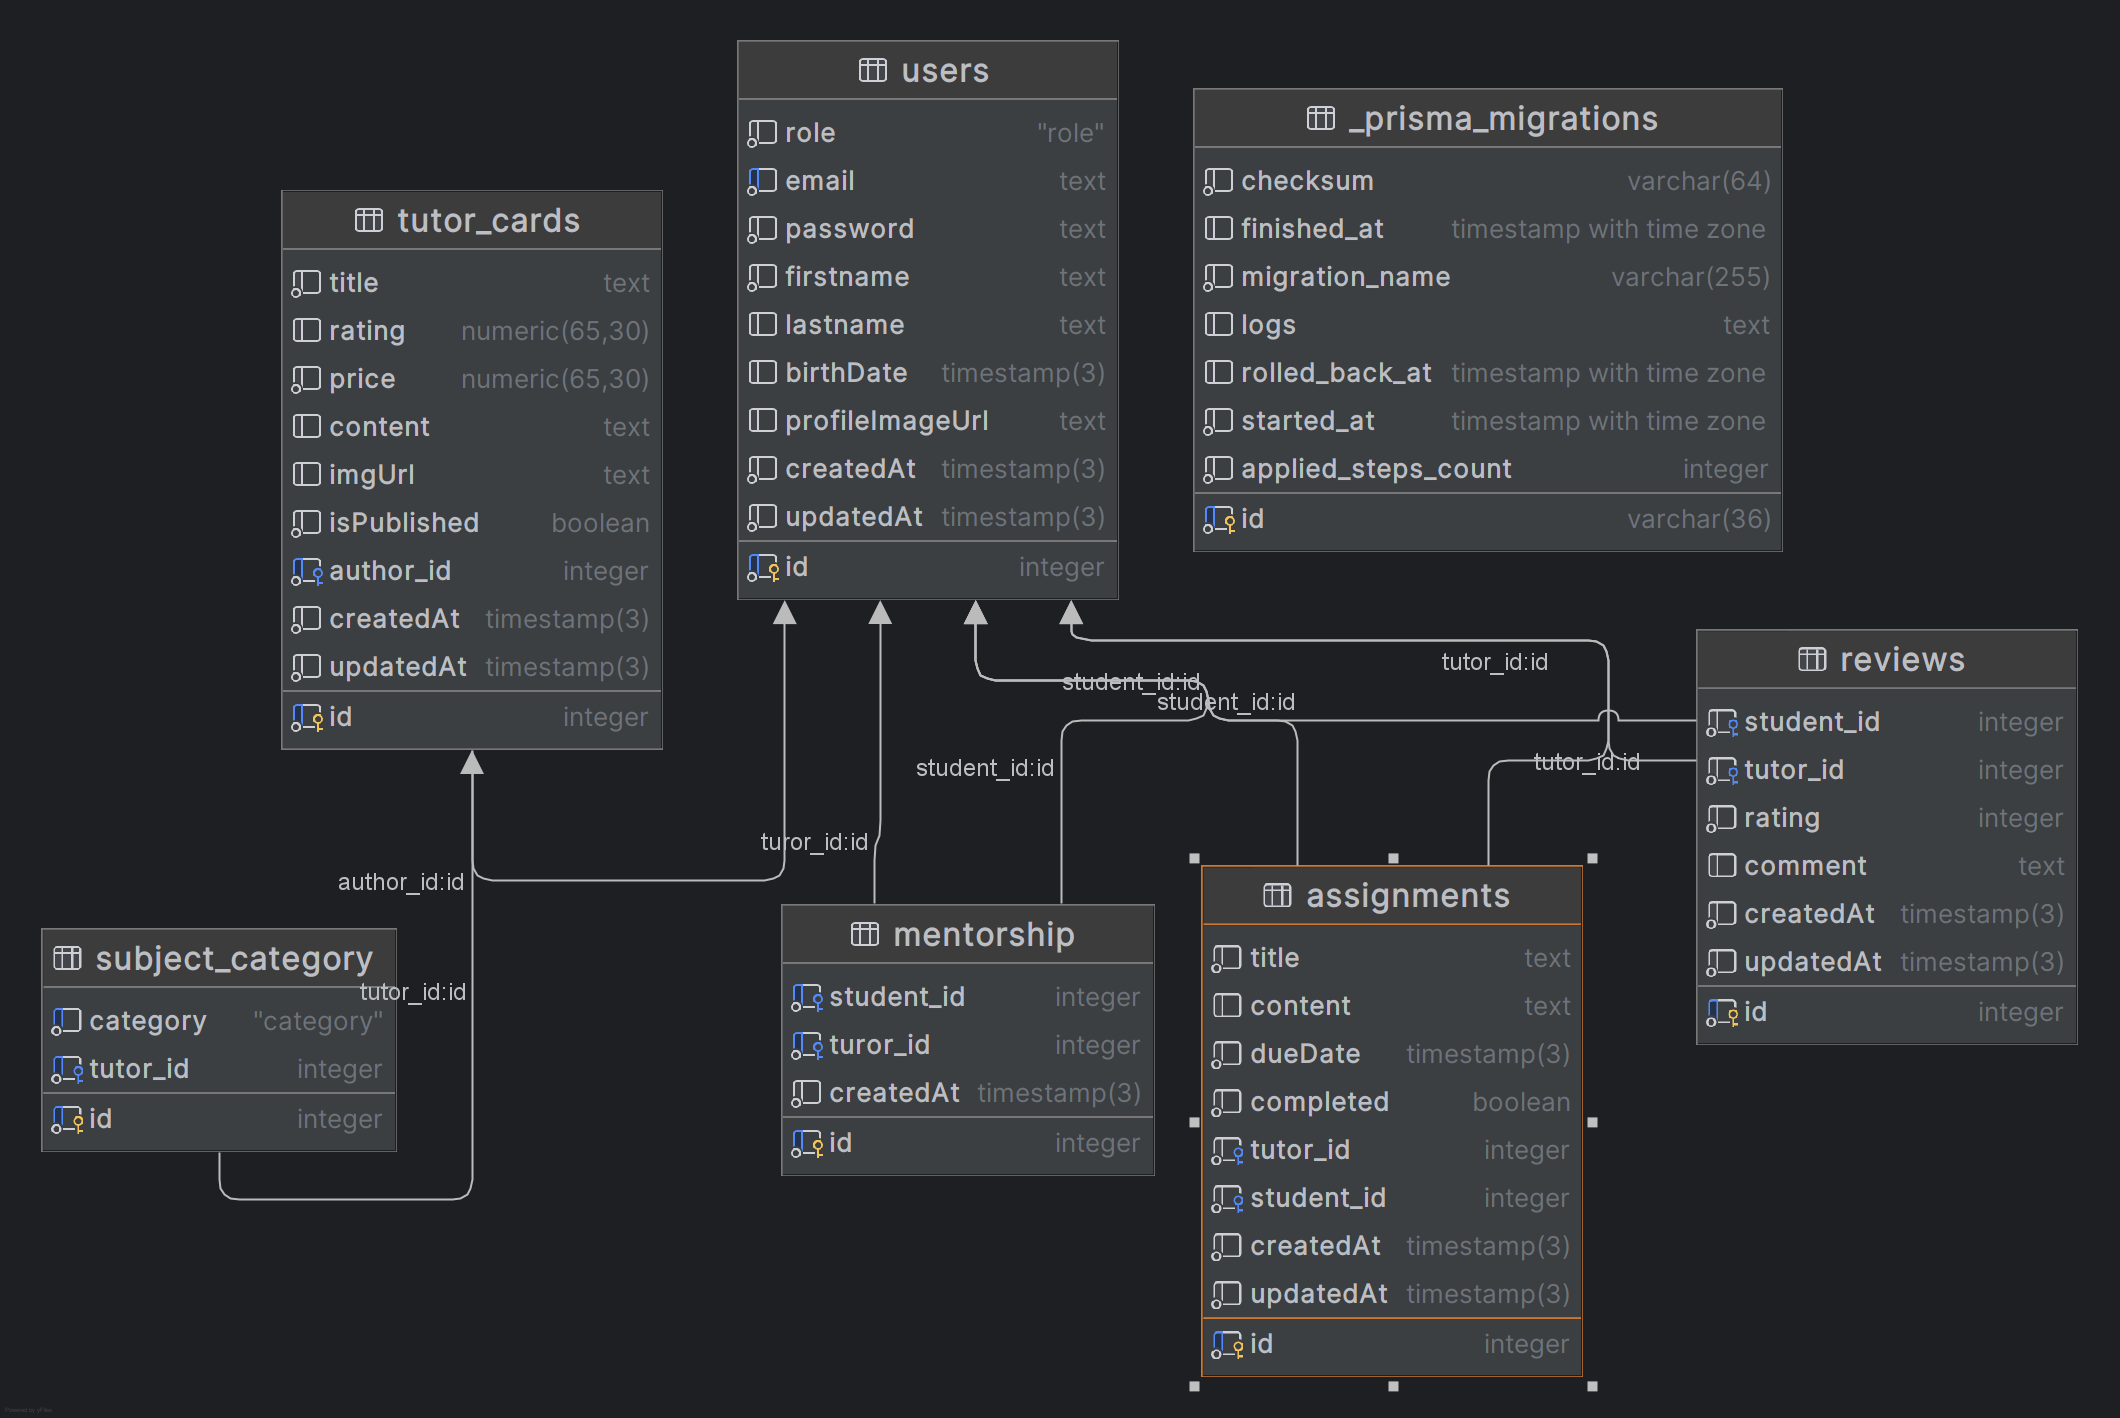 users
role "role"
email text
password text
firstname text
lastname text
birthDate timestamp(3)
profileImageUrl text
createdAt timestamp(3)
updatedAt timestamp(3)
id integer
_prisma_migrations
checksum varchar(64)
finished_at timestamp with time zone
migration_name varchar(255)
logs text
rolled_back_at timestamp with time zone
started_at timestamp with time zone
applied_steps_count integer
id varchar(36)
tutor_cards
title text
rating numeric(65,30)
price numeric(65,30)
content text
imgUrl text
isPublished boolean
author_id integer
createdAt timestamp(3)
updatedAt timestamp(3)
id integer
reviews
student_id integer
tutor_id integer
rating integer
comment text
createdAt timestamp(3)
updatedAt timestamp(3)
id integer
tutor_id:id
student_id:id
student_id:id
tutor_id:id
student_id:id
turor_id:id
author_id:id
tutor_id:id
subject_category
category "category"
tutor_id integer
id integer
mentorship
student_id integer
turor_id integer
createdAt timestamp(3)
id integer
assignments
title text
content text
dueDate timestamp(3)
completed boolean
tutor_id integer
student_id integer
createdAt timestamp(3)
updatedAt timestamp(3)
id integer
Powered by yFiles